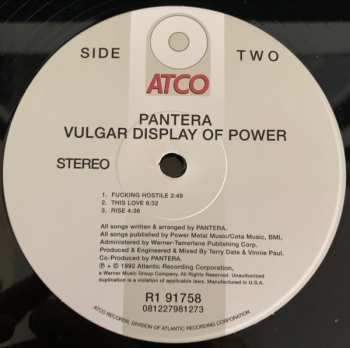 SIDE TWO
ATCO
PANTERA
VULGAR DISPLAY OF POWER
STEREO
1. FUCKING HOSTILE 2:49
2. THIS LOVE 6:32
3. RISE 4:36
All songs written and arranged by PANTERA.
All songs published by Power Metal Music/Cota Music, BMI.
Administered by Warner-Tamerlane Publishing Corp.
Produced & Engineered & Mixed By Terry Date & Vinnie Paul.
Co-Produced by PANTERA.
℗ + © 1992 Atlantic Recording Corporation,
a Warner Music Group Company. All Rights Reserved. Unauthorized
duplication is a violation of applicable laws. Manufactured in U.S.A.
R1 91758
081227981273
ATCO RECORDS, DIVISION OF ATLANTIC RECORDING CORPORATION.